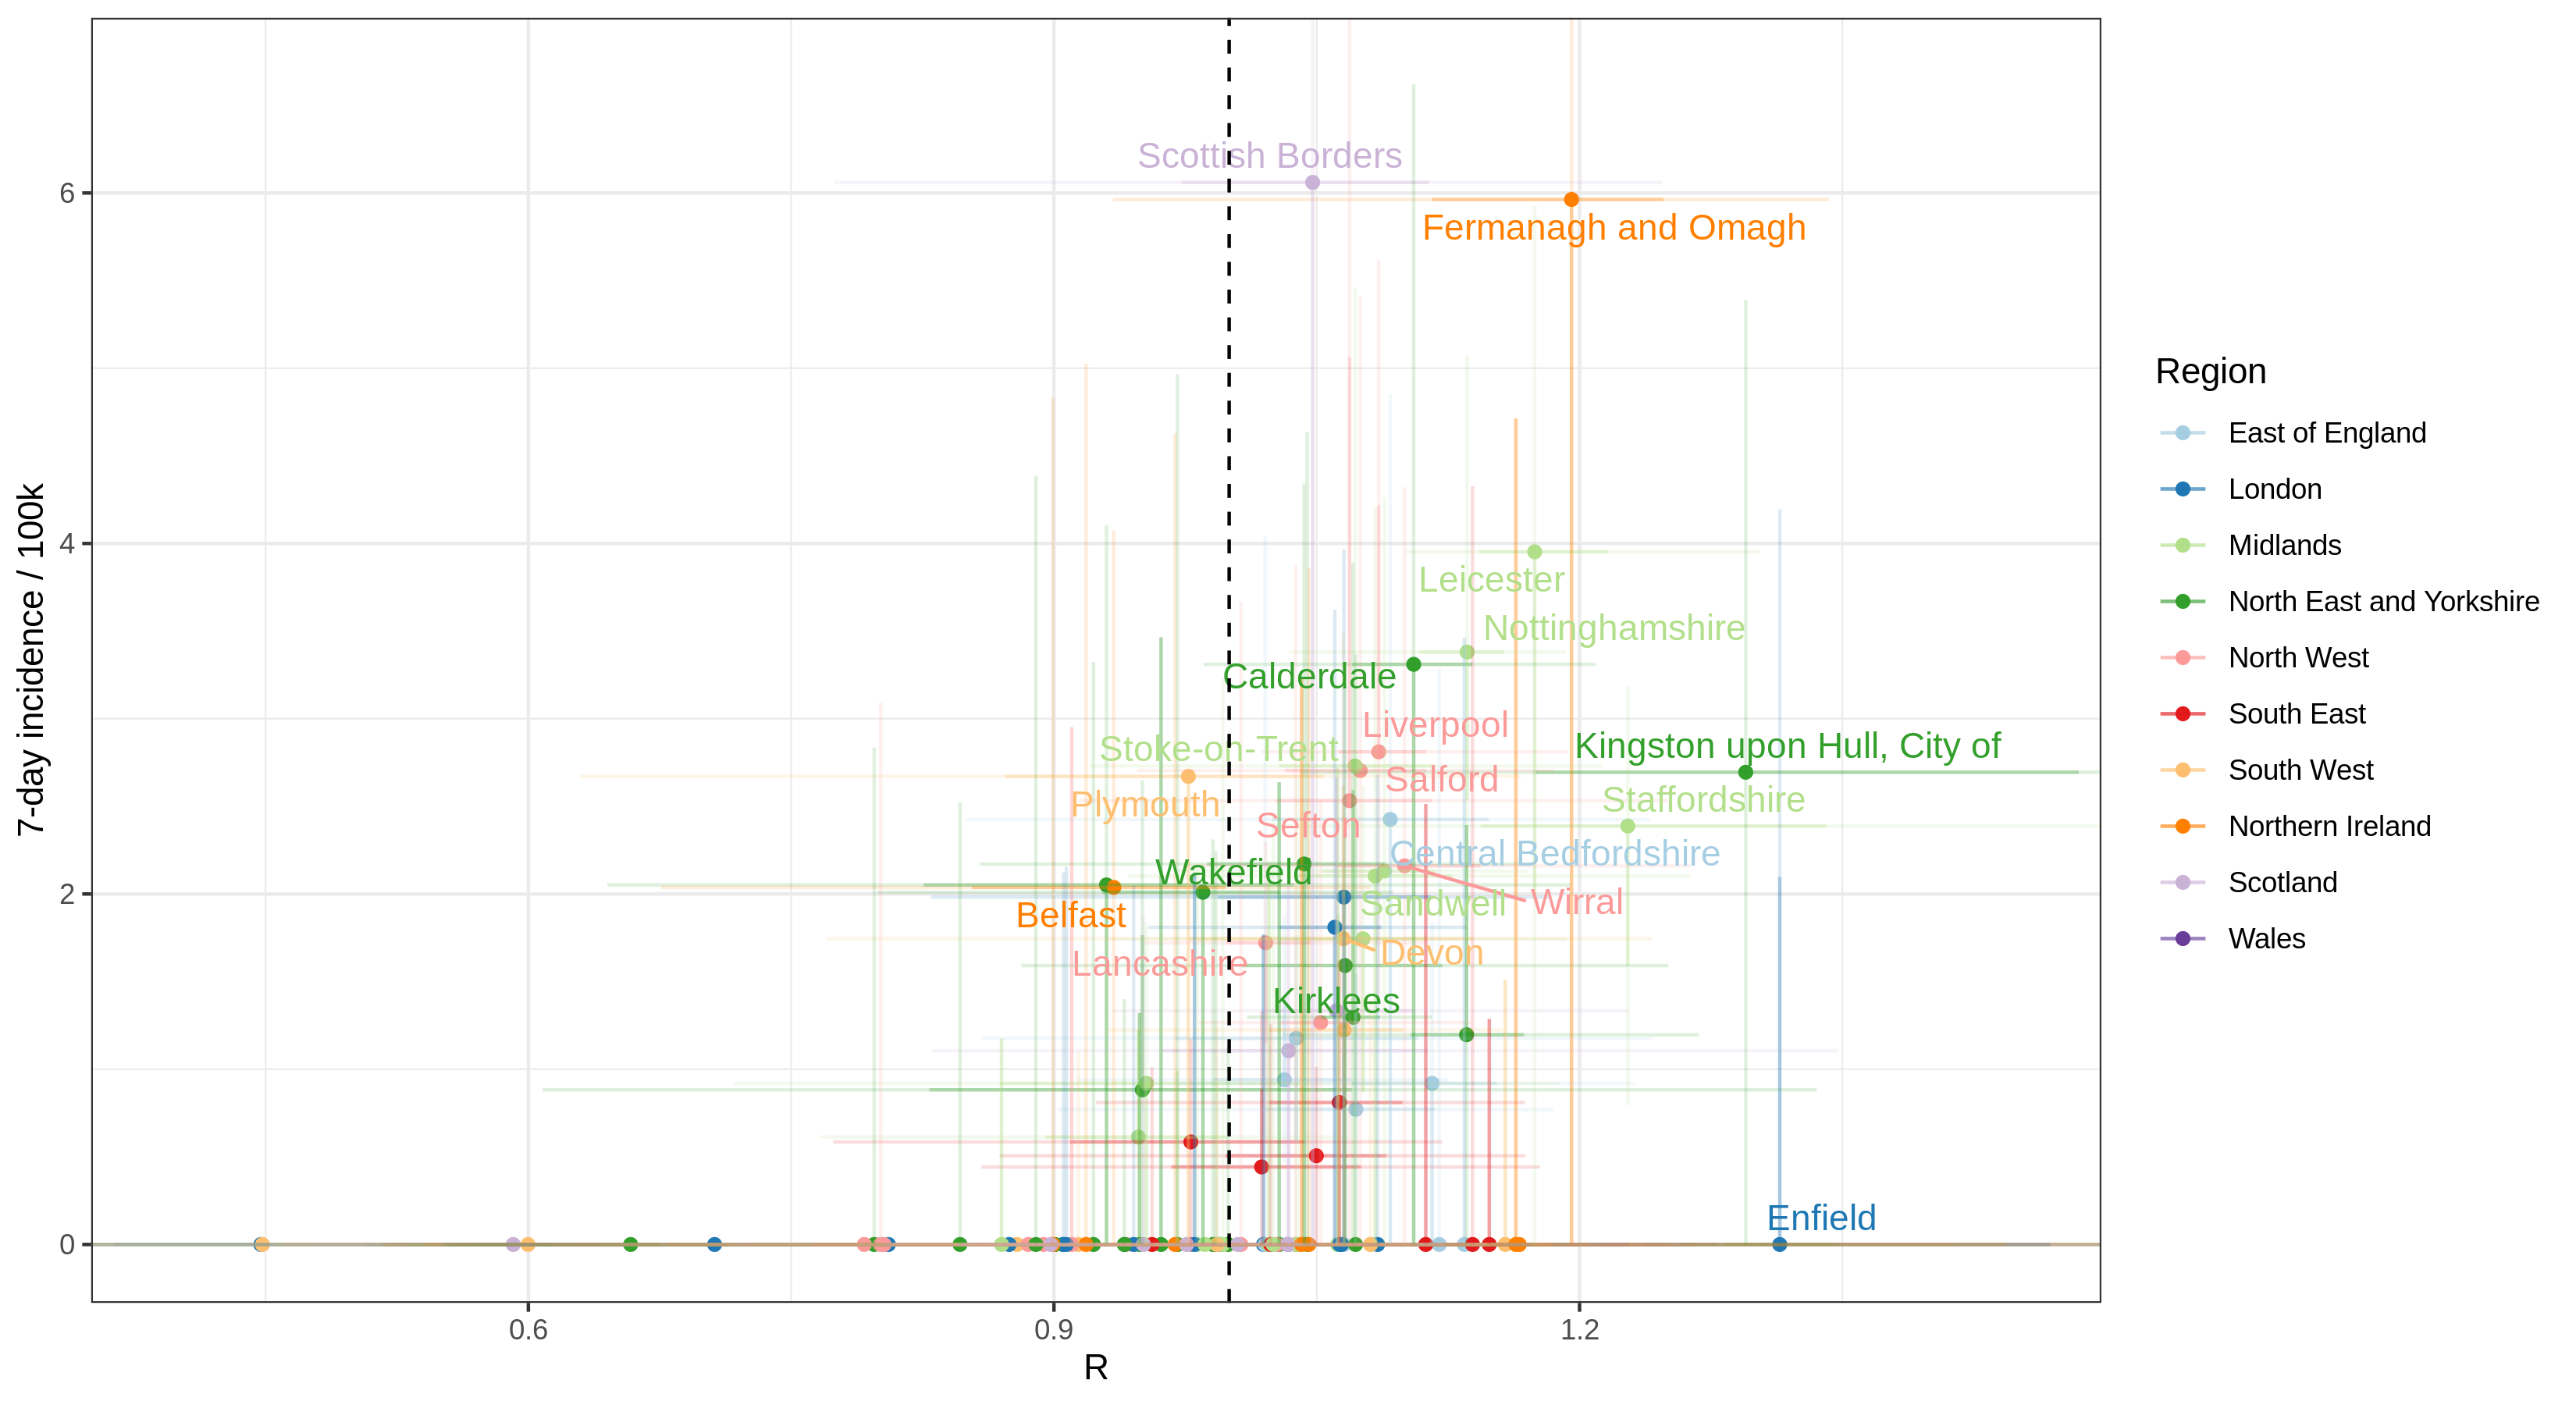 Scottish Borders
Fermanagh and Omagh
Leicester
Nottinghamshire
Calderdale
Liverpool
Stoke-on-Trent
Kingston upon Hull, City of
Salford
Plymouth
Staffordshire
Sefton
Central Bedfordshire
Wakefield
Sandwell
Wirral
Belfast
Devon
Lancashire
Kirklees
Enfield
6
4
2
0
7-day incidence / 100k
0.6
0.9
1.2
R
Region
East of England
London
Midlands
North East and Yorkshire
North West
South East
South West
Northern Ireland
Scotland
Wales